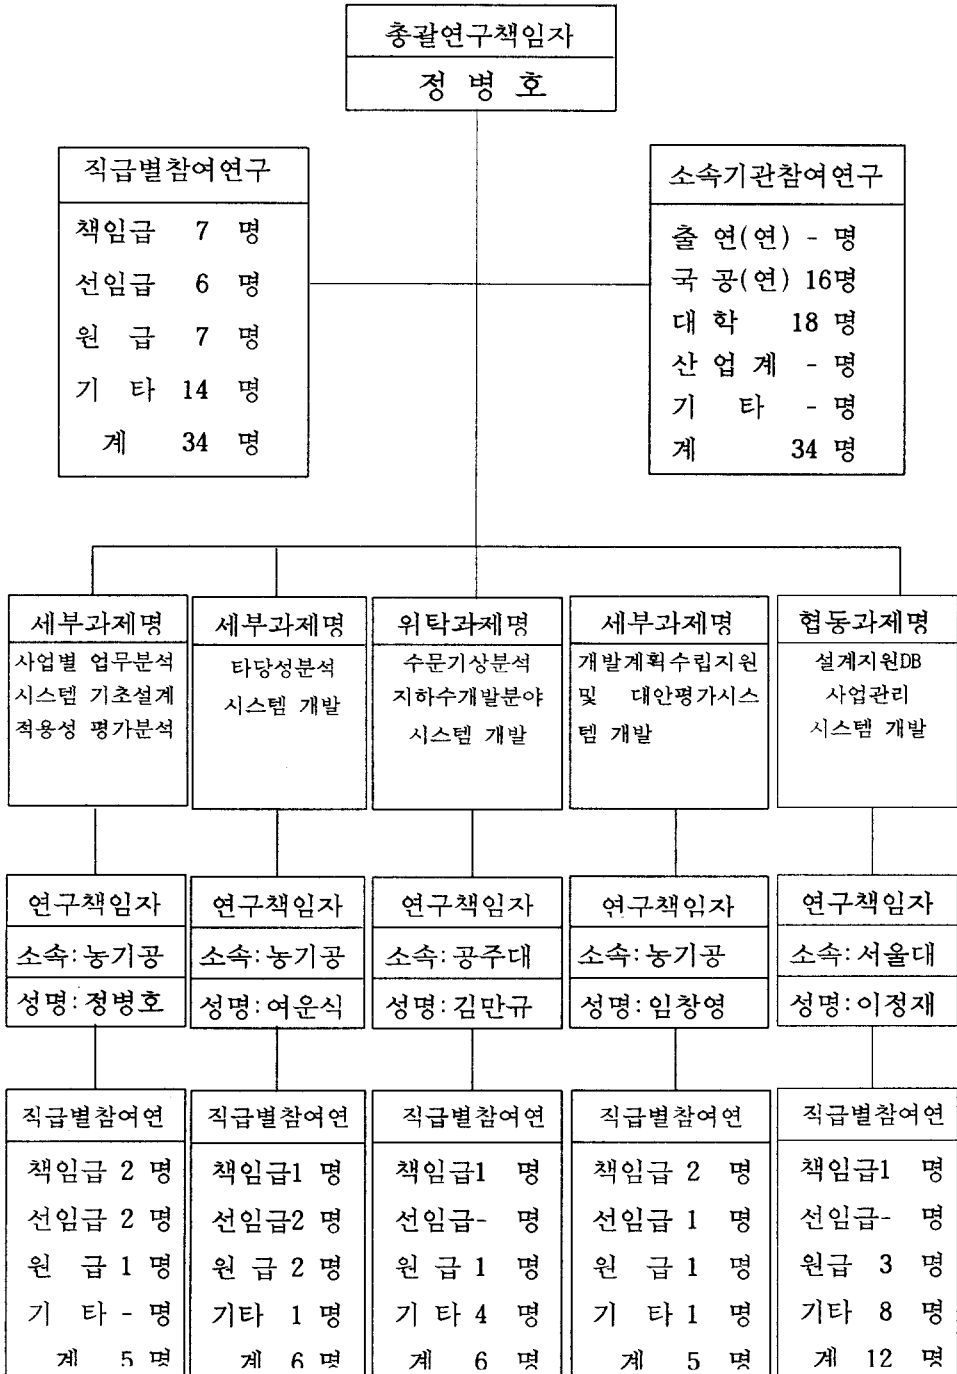 총괄연구책임자
정 병 호
직급별참여연구
책임급 7 명
선임급 6 명
원 급 7 명
기 타 14 명
계 34 명
소속기관참여연구
출 연(연) - 명
국 공(연) 16명
대 학 18 명
산 업 계 - 명
기 타 - 명
계 34 명
세부과제명
사업별 업무분석
시스템 기초설계
적용성 평가분석
세부과제명
타당성분석
시스템 개발
위탁과제명
수문기상분석
지하수개발분야
시스템 개발
세부과제명
개발계획수립지원
및 대안평가시스
템 개발
협동과제명
설계지원DB
사업관리
시스템 개발
연구책임자
소속:농기공
성명:정병호
연구책임자
소속:농기공
성명:여운식
연구책임자
소속:공주대
성명:김만규
연구책임자
소속:농기공
성명:임창영
연구책임자
소속:서울대
성명:이정재
직급별참여연
책임급 2 명
선임급 2 명
원 급 1 명
기 타 - 명
계 5 명
직급별참여연
책임급1 명
선임급2 명
원 급 2 명
기타 1 명
계 6 명
직급별참여연
책임급1 명
선임급- 명
원 급 1 명
기 타 4 명
계 6 명
직급별참여연
책임급 2 명
선임급 1 명
원 급 1 명
기 타 1 명
계 5 명
직급별참여연
책임급1 명
선임급- 명
원급 3 명
기타 8 명
계 12 명